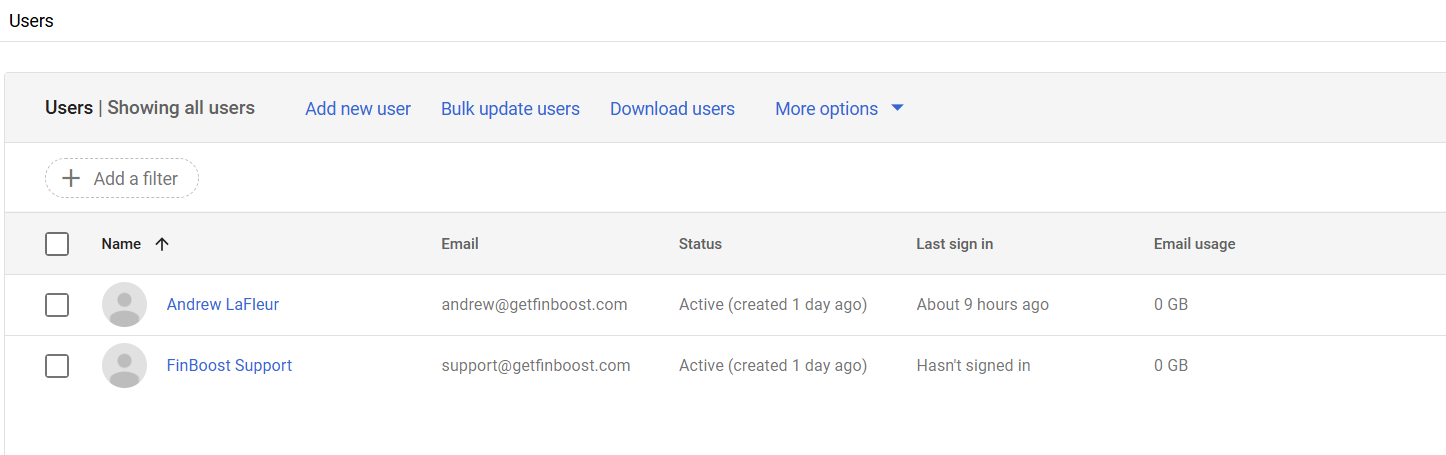 Users
Users | Showing all users Add new user Bulk update users Download users More options
Add a filter
Name Email Status Last sign in Email usage
Andrew LaFleur andrew@getfinboost.com Active (created 1 day ago) About 9 hours ago 0 GB
FinBoost Support support@getfinboost.com Active (created 1 day ago) Hasn't signed in 0 GB